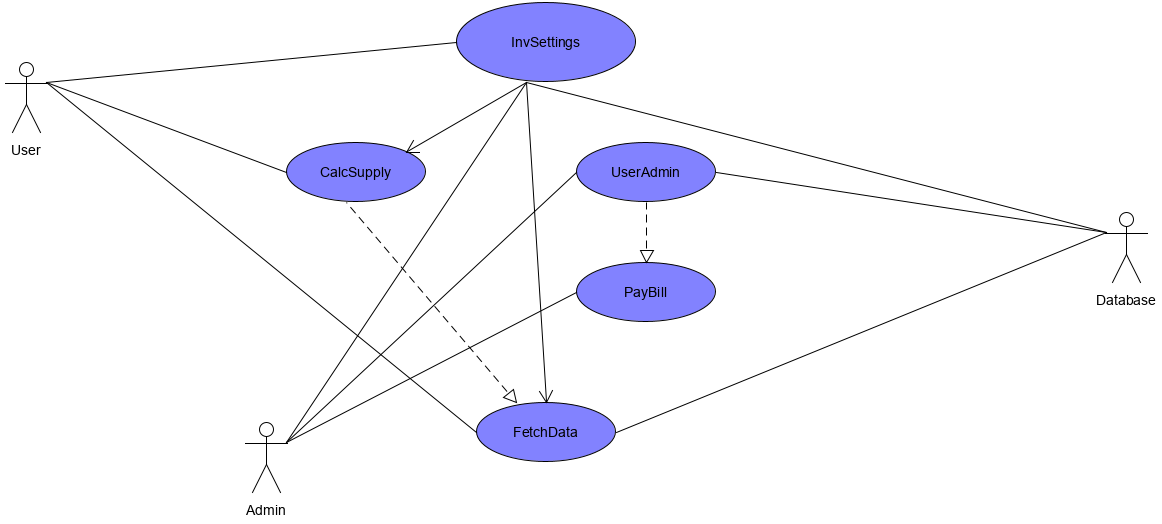 InvSettings
User
CalcSupply
UserAdmin
PayBill
Database
FetchData
Admin